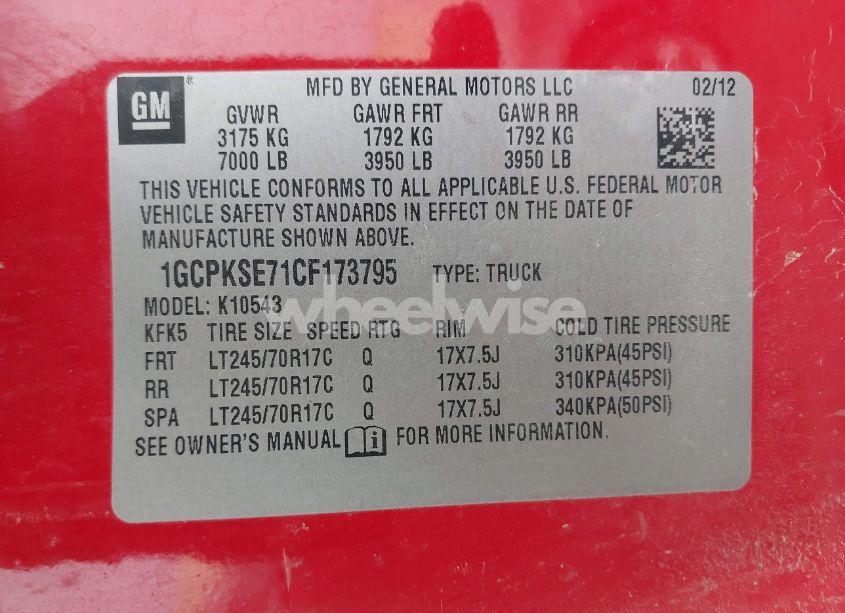 GM ® MFD BY GENERAL MOTORS LLC 02/12
GVWR GAWR FRT GAWR RR
3175 KG 1792 KG 1792 KG
7000 LB 3950 LB 3950 LB
THIS VEHICLE CONFORMS TO ALL APPLICABLE U.S. FEDERAL MOTOR
VEHICLE SAFETY STANDARDS IN EFFECT ON THE DATE OF
MANUFACTURE SHOWN ABOVE.
1GCPKSE71CF173795 TYPE: TRUCK
MODEL: K10543
wheelwise
KFK5 TIRE SIZE SPEED RTG RIM COLD TIRE PRESSURE
FRT LT245/70R17C Q 17X7.5J 310KPA(45PSI)
RR LT245/70R17C Q 17X7.5J 310KPA(45PSI)
SPA LT245/70R17C Q 17X7.5J 340KPA(50PSI)
SEE OWNER'S MANUAL i FOR MORE INFORMATION.